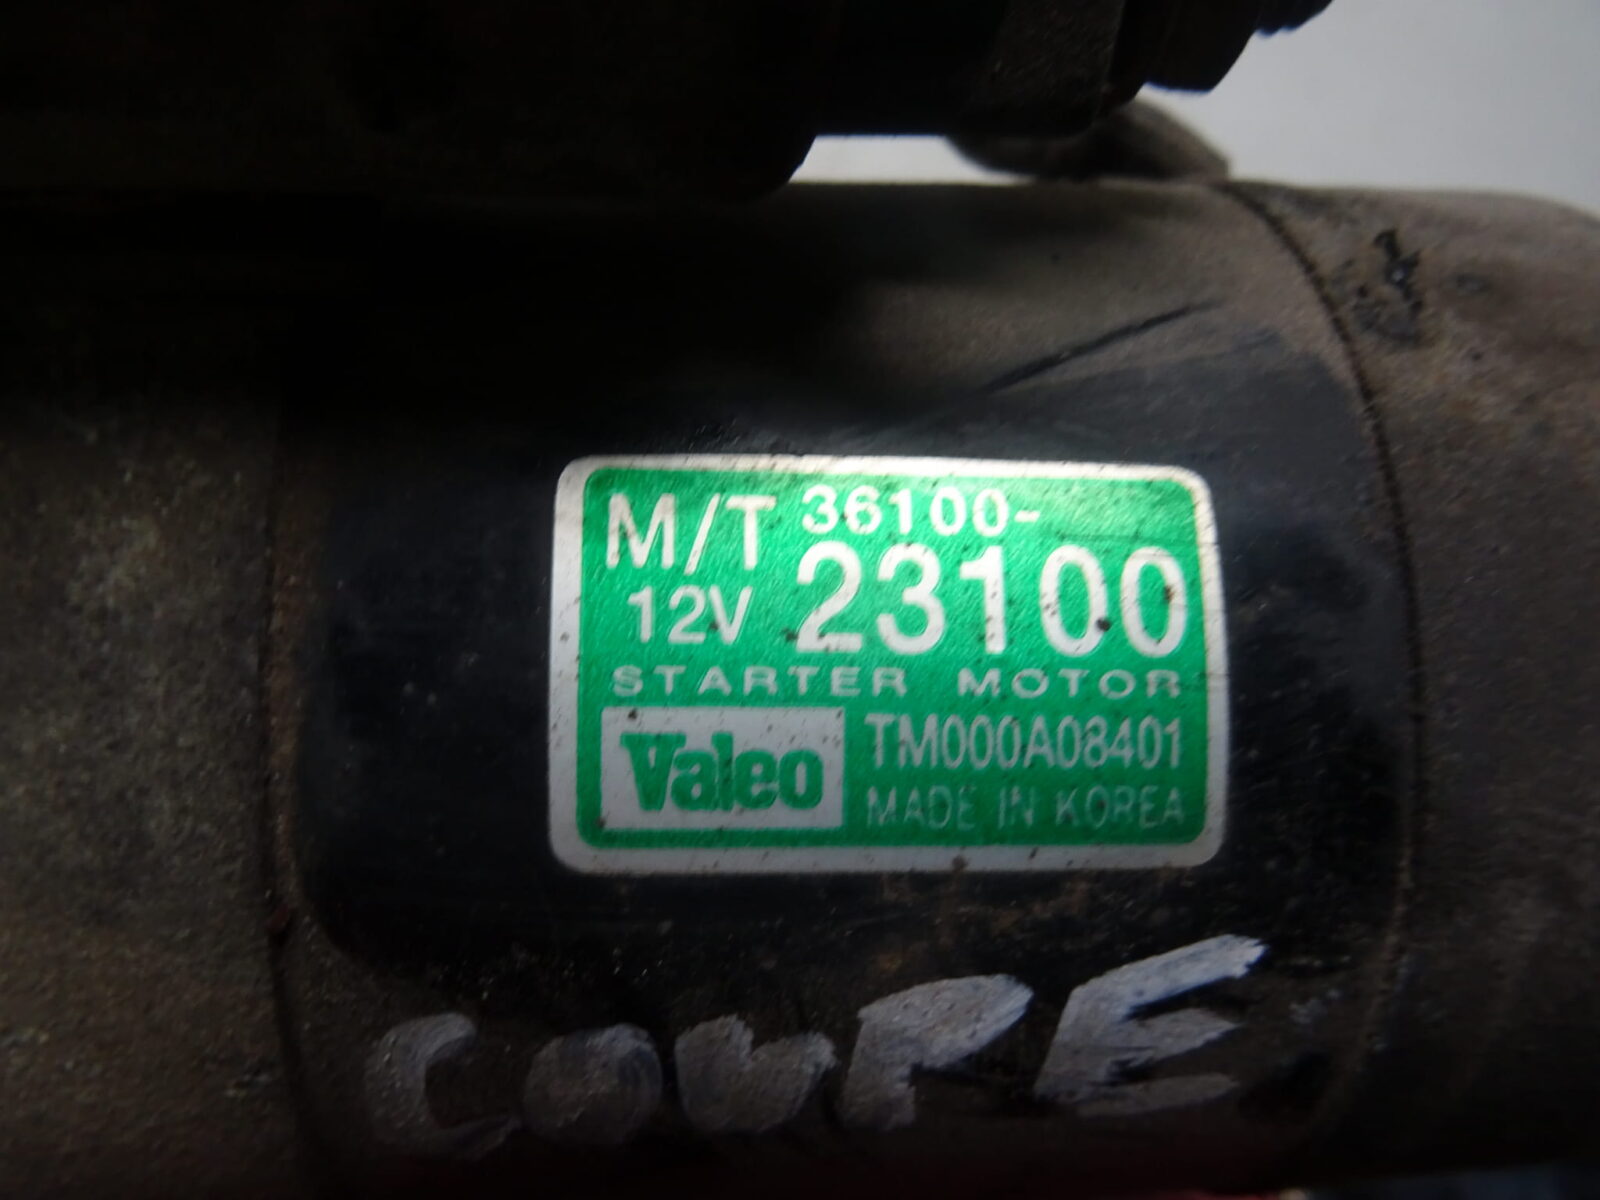 M/T 36100-
12V 23100
STARTER MOTOR
Valeo TM000A08401
MADE IN KOREA
COUPE